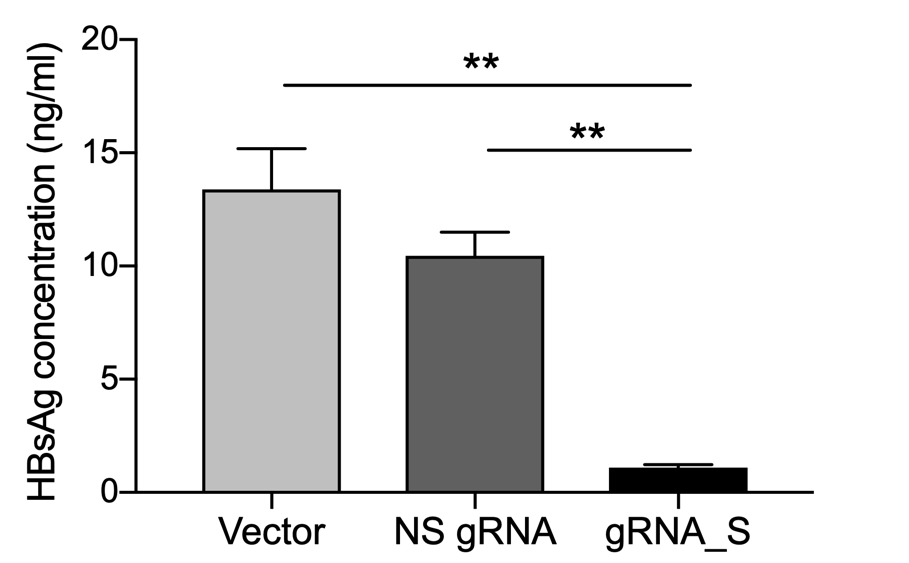 HBsAg concentration (ng/ml)
20
15
10
5
0
**
**
Vector
NS gRNA
gRNA_S